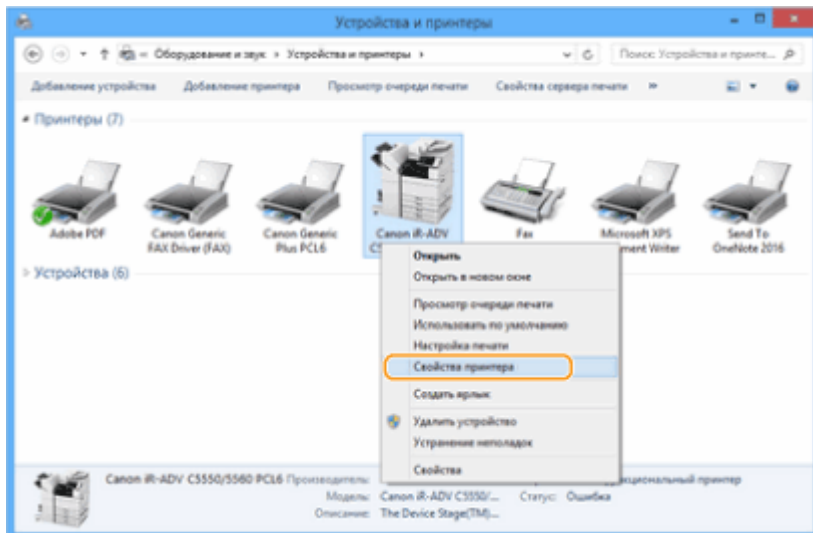 Устройства и принтеры
Оборудование и звук › Устройства и принтеры ›
Поиск: Устройства и принте...
Добавление устройства Добавление принтера Просмотр очереди печати Свойства сервера печати »
Принтеры (7)
Adobe PDF
Canon Generic FAX Driver (FAX)
Canon Generic Plus PCL6
Canon iR-ADV
Fax
Microsoft XPS
ment Writer
Send To OneNote 2016
Устройства (6)
Открыть
Открыть в новом окне
Просмотр очереди печати
Использовать по умолчанию
Настройка печати
Свойства принтера
Создать ярлык
Удалить устройство
Устранение неполадок
Свойства
Canon iR-ADV C5550/5560 PCL6 Производитель:
Модель: Canon iR-ADV C5550/... Статус: Ошибка
Описание: The Device Stage(TM)...
принтер